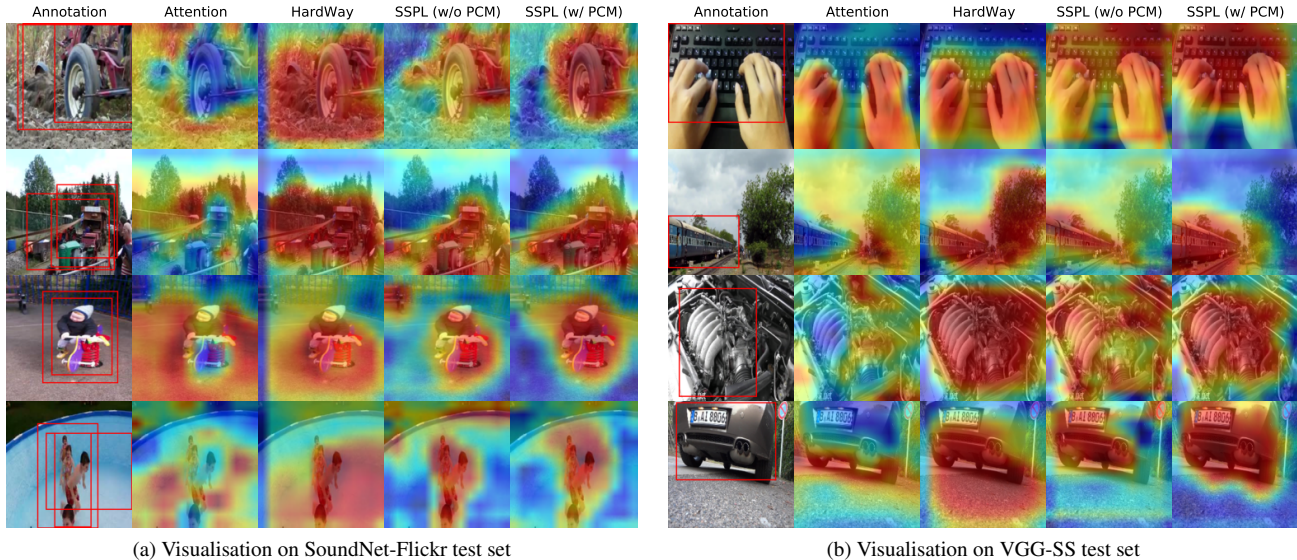 Annotation Attention HardWay SSPL (w/o PCM) SSPL (w/ PCM)
Annotation Attention HardWay SSPL (w/o PCM) SSPL (w/ PCM)
(a) Visualisation on SoundNet-Flickr test set
(b) Visualisation on VGG-SS test set